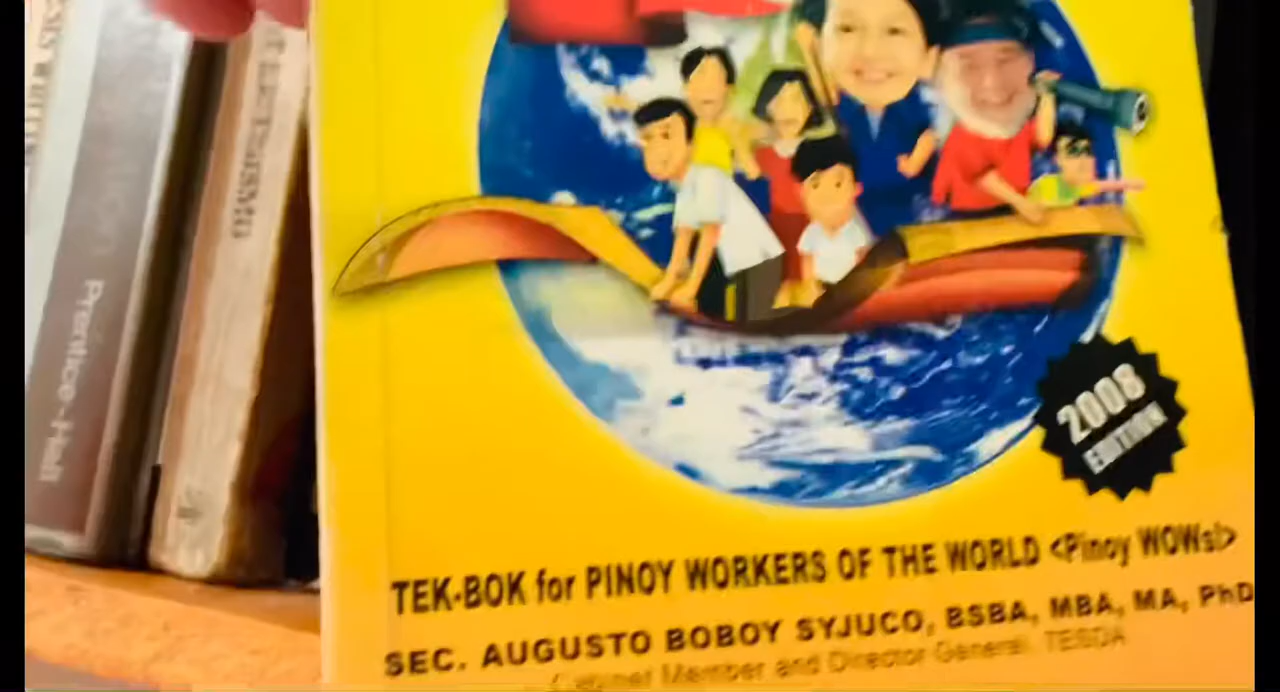 Prentice-Hall
2008
EDITION
TEK-BOK for PINOY WORKERS OF THE WORLD <Pinoy WOWs!>
SEC. AUGUSTO BOBOY SYJUCO, BSBA, MBA, MA, PhD
Cabinet Member and Director General, TESDA